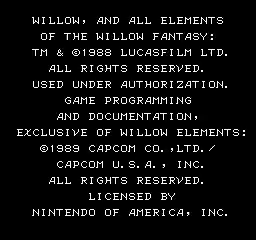 WILLOW, AND ALL ELEMENTS
OF THE WILLOW FANTASY:
TM & ©1988 LUCASFILM LTD.
ALL RIGHTS RESERVED.
USED UNDER AUTHORIZATION.
GAME PROGRAMMING
AND DOCUMENTATION,
EXCLUSIVE OF WILLOW ELEMENTS:
©1989 CAPCOM CO.,LTD./
CAPCOM U.S.A., INC.
ALL RIGHTS RESERVED.
LICENSED BY
NINTENDO OF AMERICA, INC.